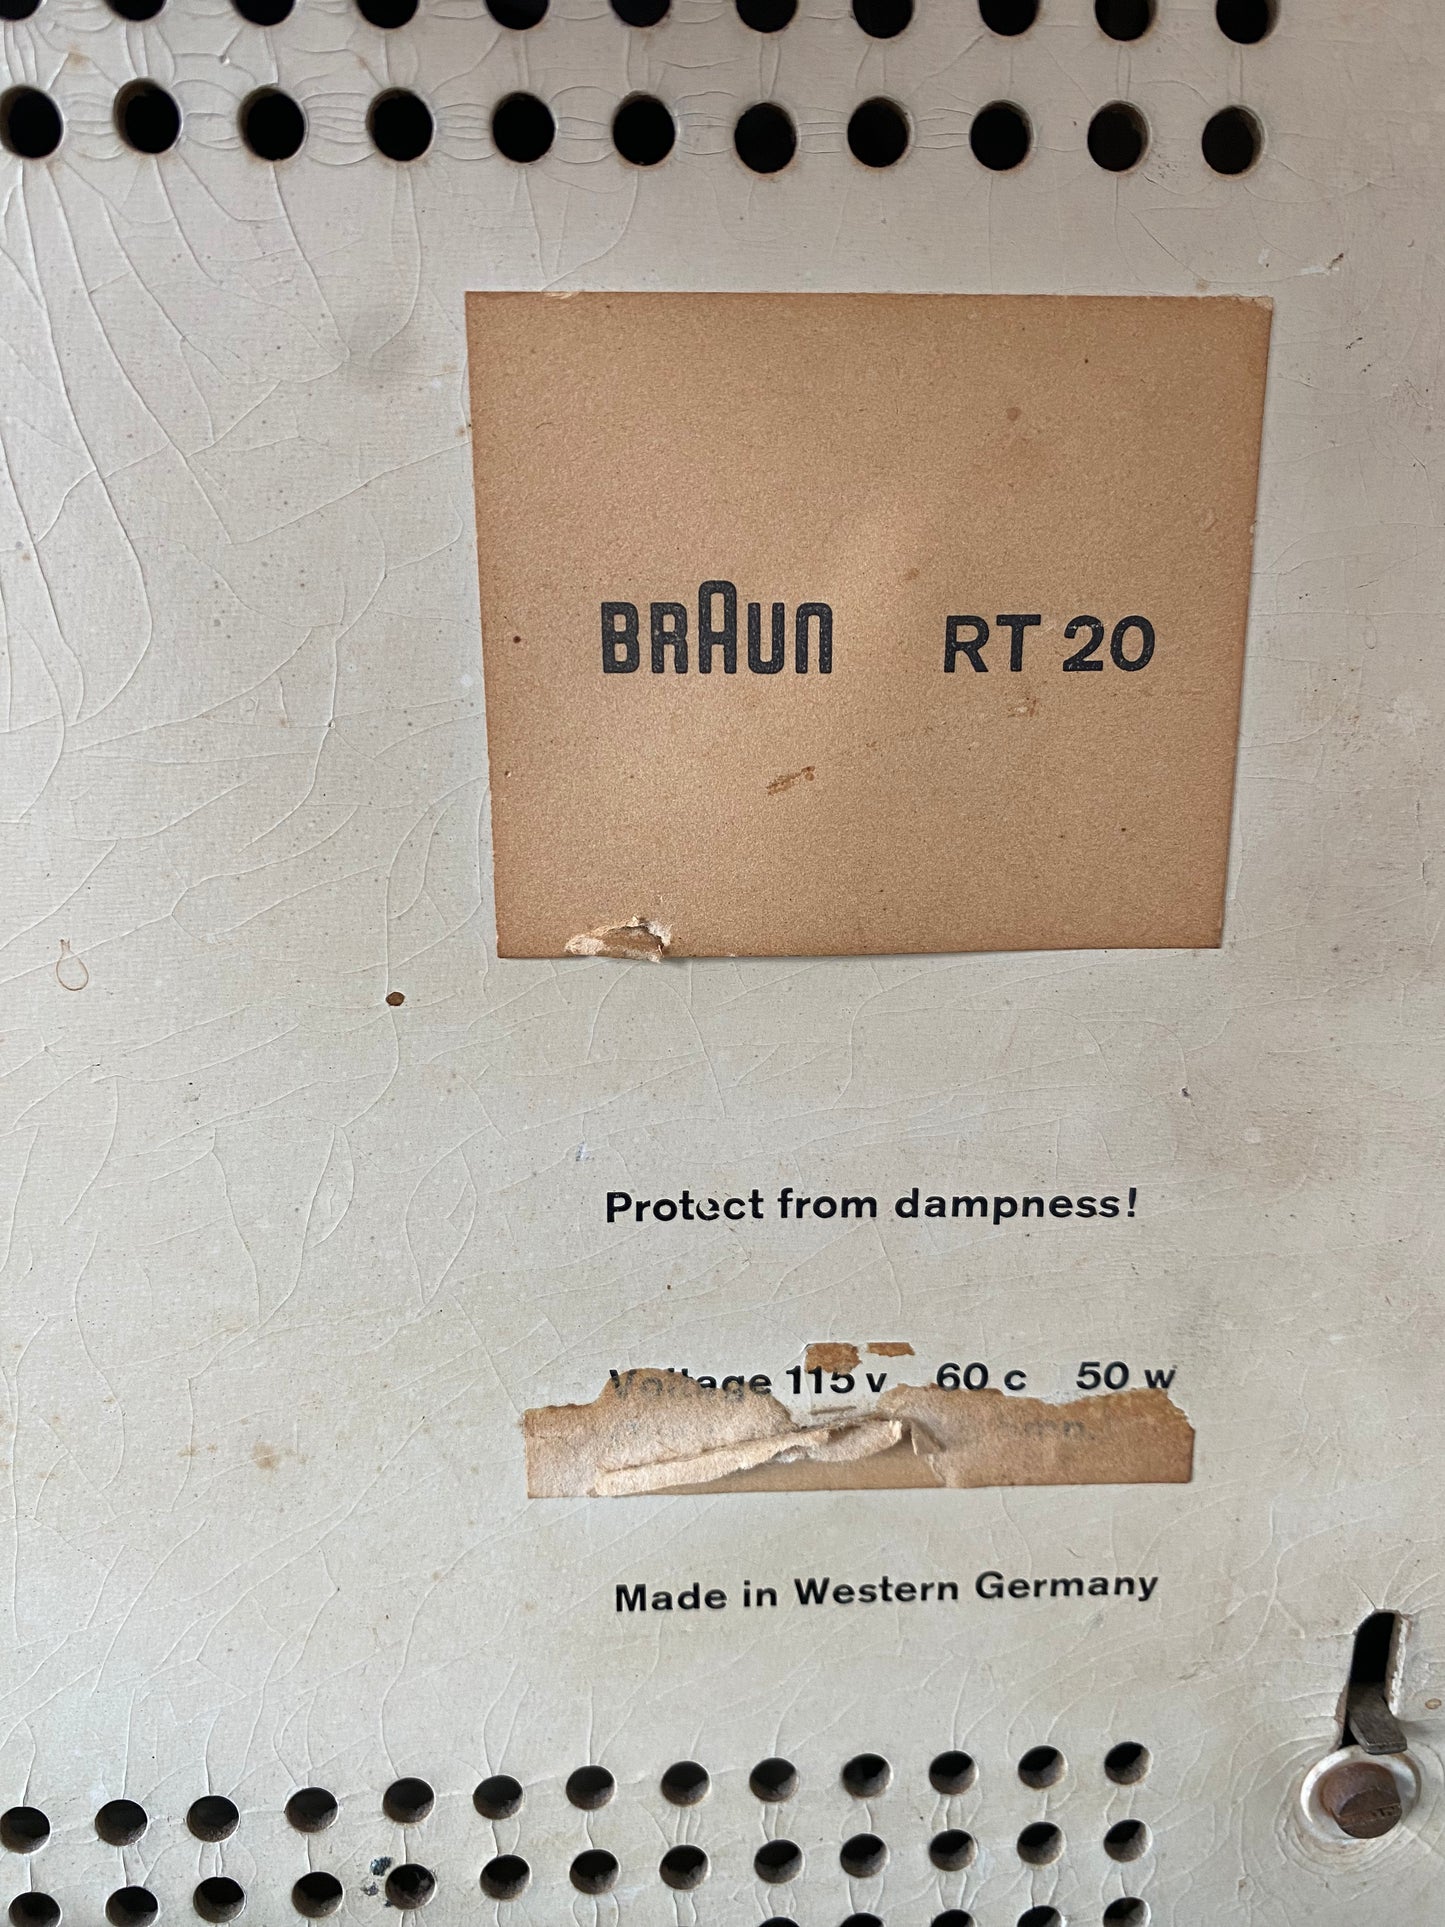 BRAUN RT 20
Protect from dampness!
Voltage 115 v 60 c 50 w
Made in Western Germany